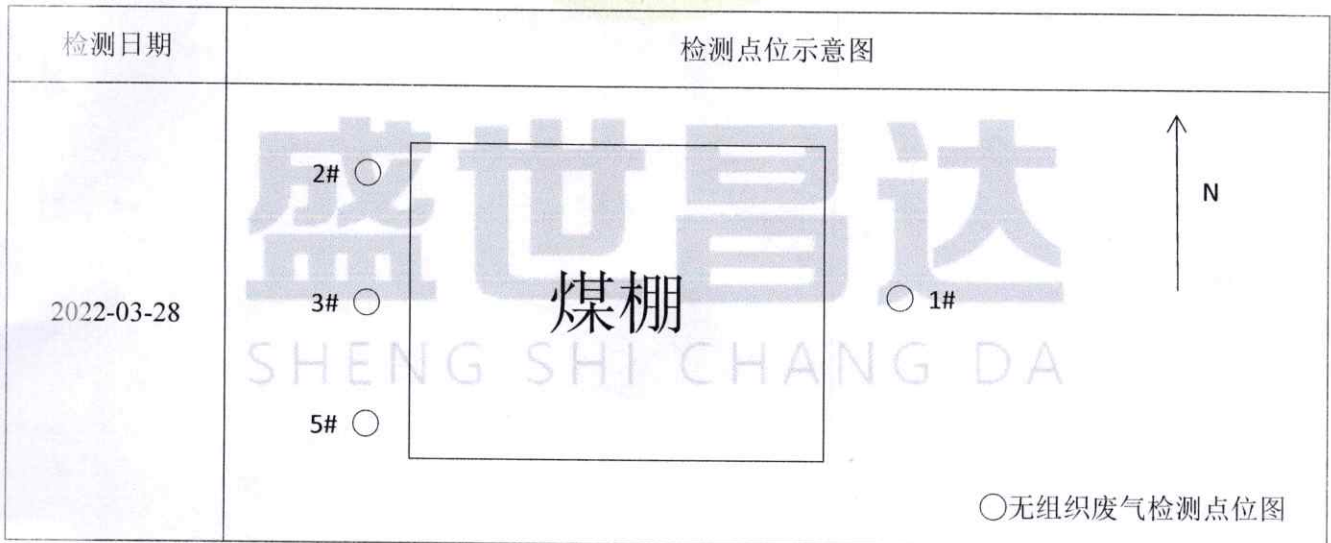 检测日期 检测点位示意图
盛世昌达
2# N
煤棚
2022-03-28 3# 1#
SHENG SHI CHANG DA
5#
○无组织废气检测点位图